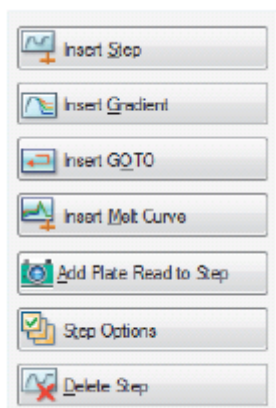 Insert Step
Insert Gradient
Insert GOTO
Insert Melt Curve
Add Plate Read to Step
Step Options
Delete Step